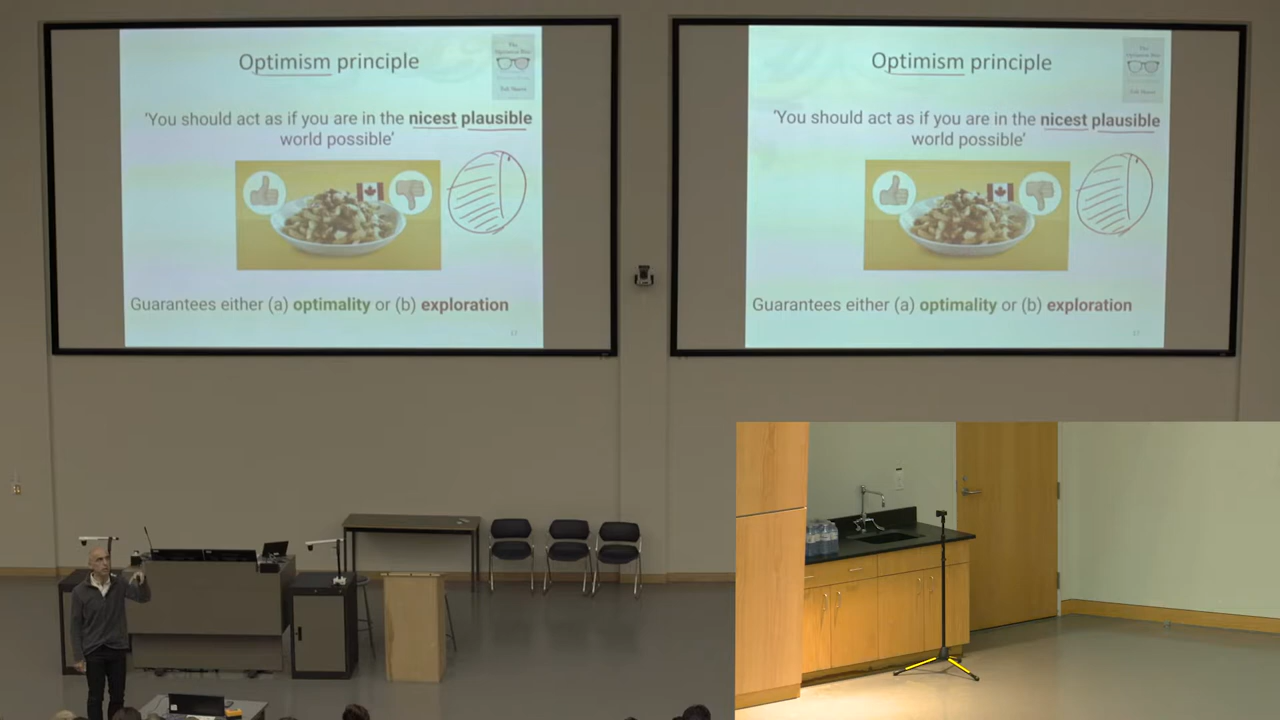 Optimism principle
'You should act as if you are in the nicest plausible
world possible'
Guarantees either (a) optimality or (b) exploration
17
Optimism principle
'You should act as if you are in the nicest plausible
world possible'
Guarantees either (a) optimality or (b) exploration
17